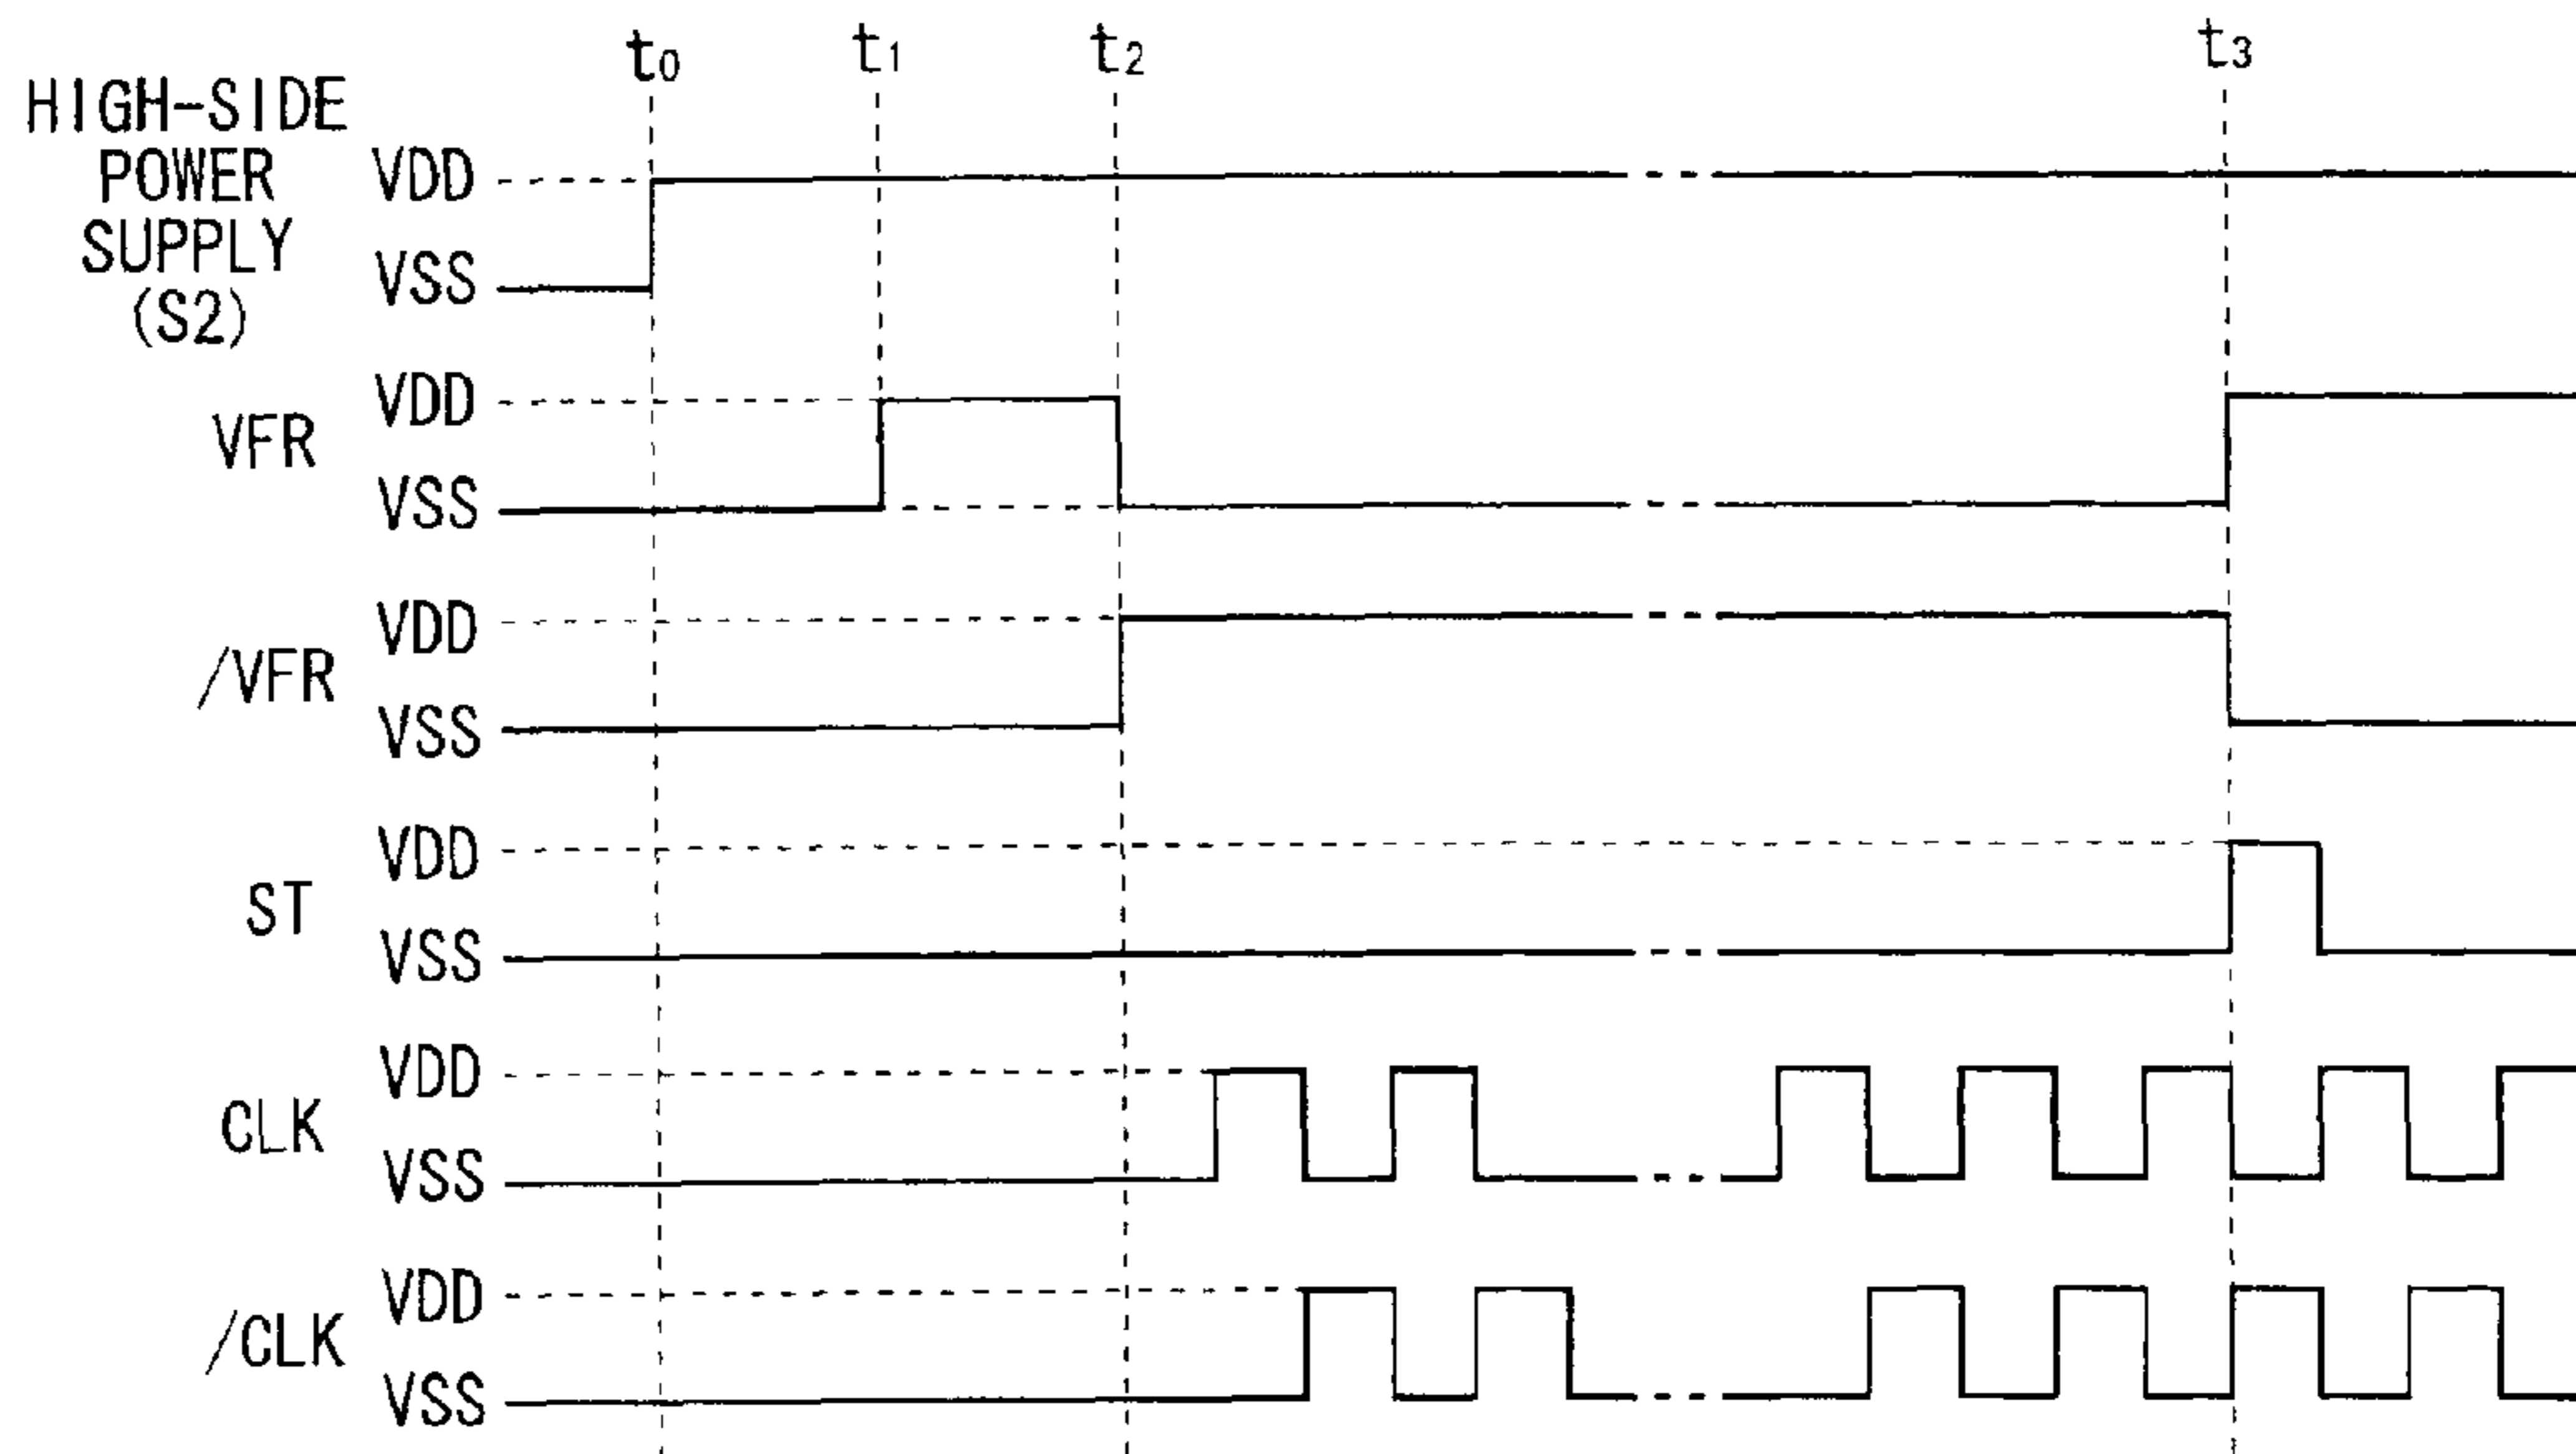 t0 t1 t2 t3
HIGH-SIDE
POWER
SUPPLY
(S2)
VDD
VSS
VFR
VDD
VSS
/VFR
VDD
VSS
ST
VDD
VSS
CLK
VDD
VSS
/CLK
VDD
VSS